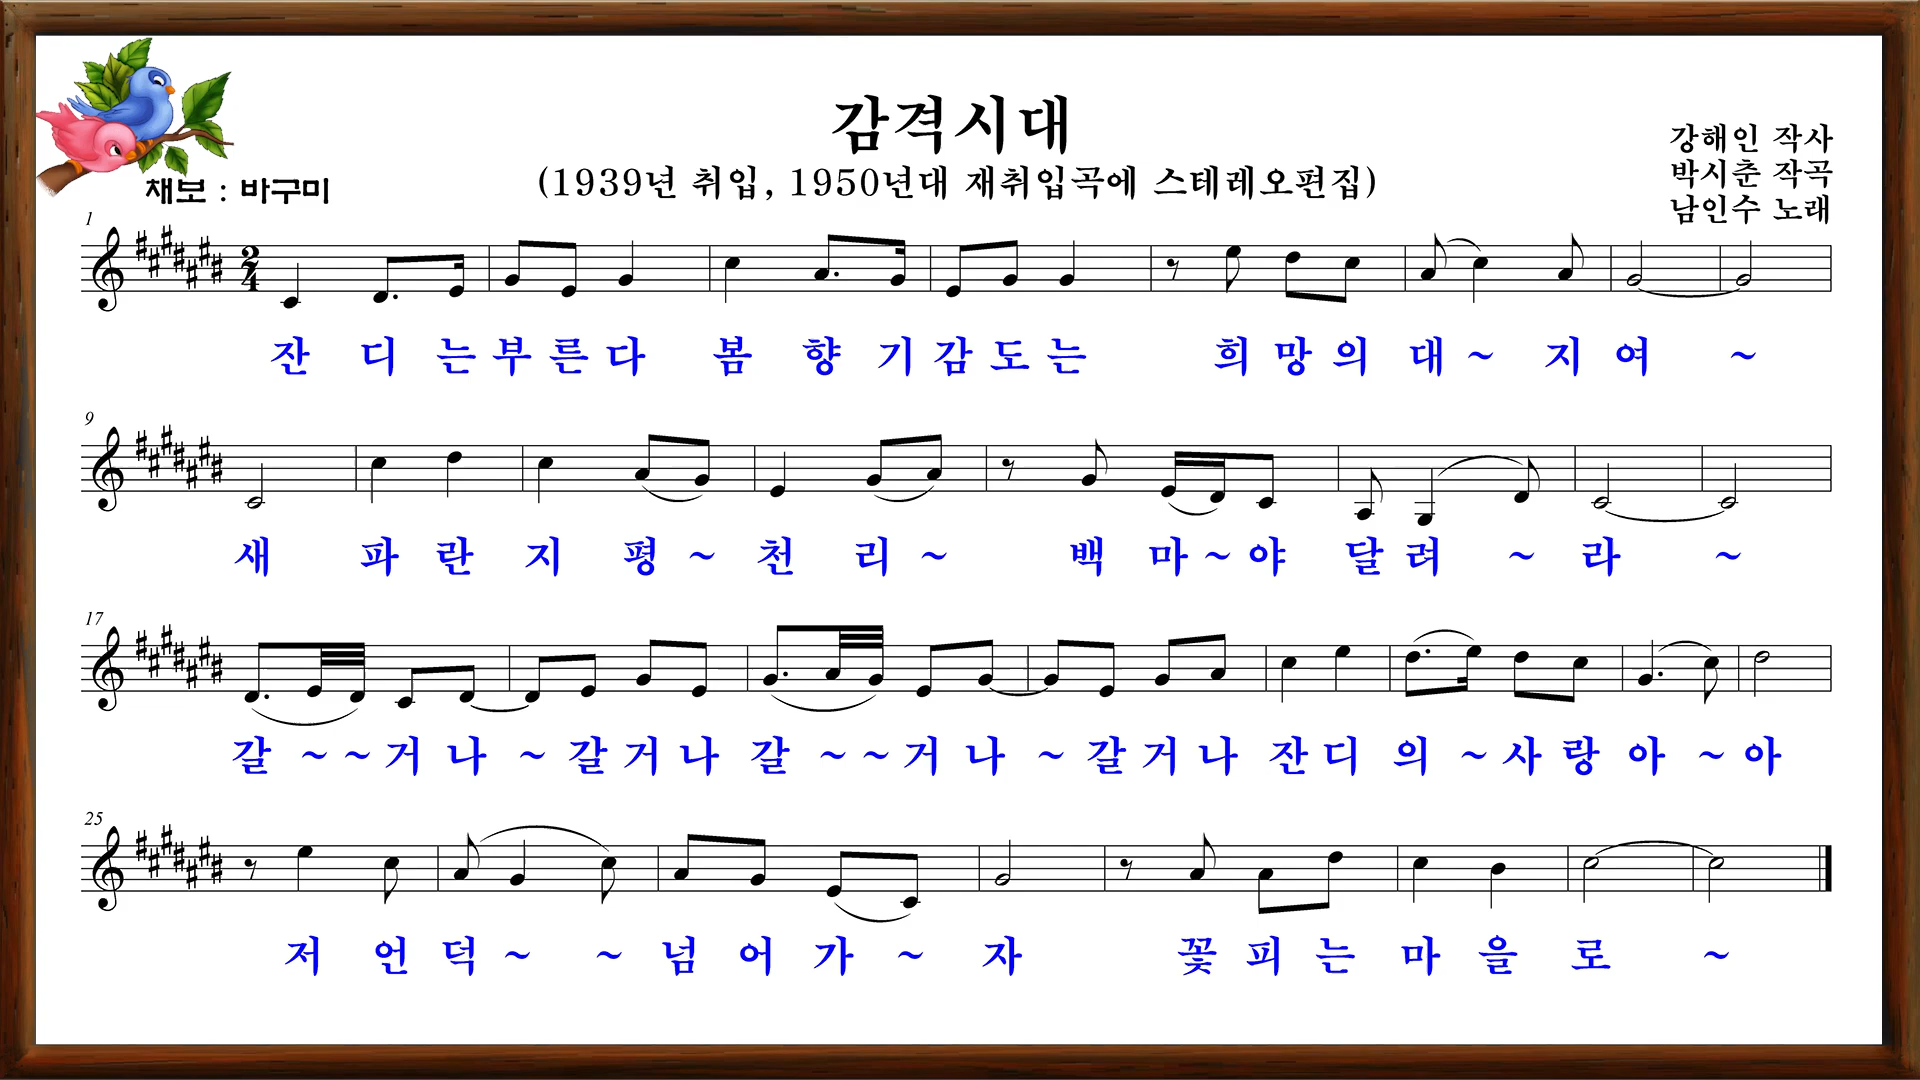 감격시대
(1939년 취입, 1950년대 재취입곡에 스테레오편집)
강해인 작사
박시춘 작곡
남인수 노래
채보 : 바구미
1
2
4
잔 디 는 부 른 다 봄 향 기 감 도 는 희 망 의 대 ~ 지 여 ~
9
새 파 란 지 평 ~ 천 리 ~ 백 마 ~ 야 달 려 ~ 라 ~
17
갈 ~ ~ 거 나 ~ 갈 거 나 갈 ~ ~ 거 나 ~ 갈 거 나 잔 디 의 ~ 사 랑 아 ~ 아
25
저 언 덕 ~ ~ 넘 어 가 ~ 자 꽃 피 는 마 을 로 ~